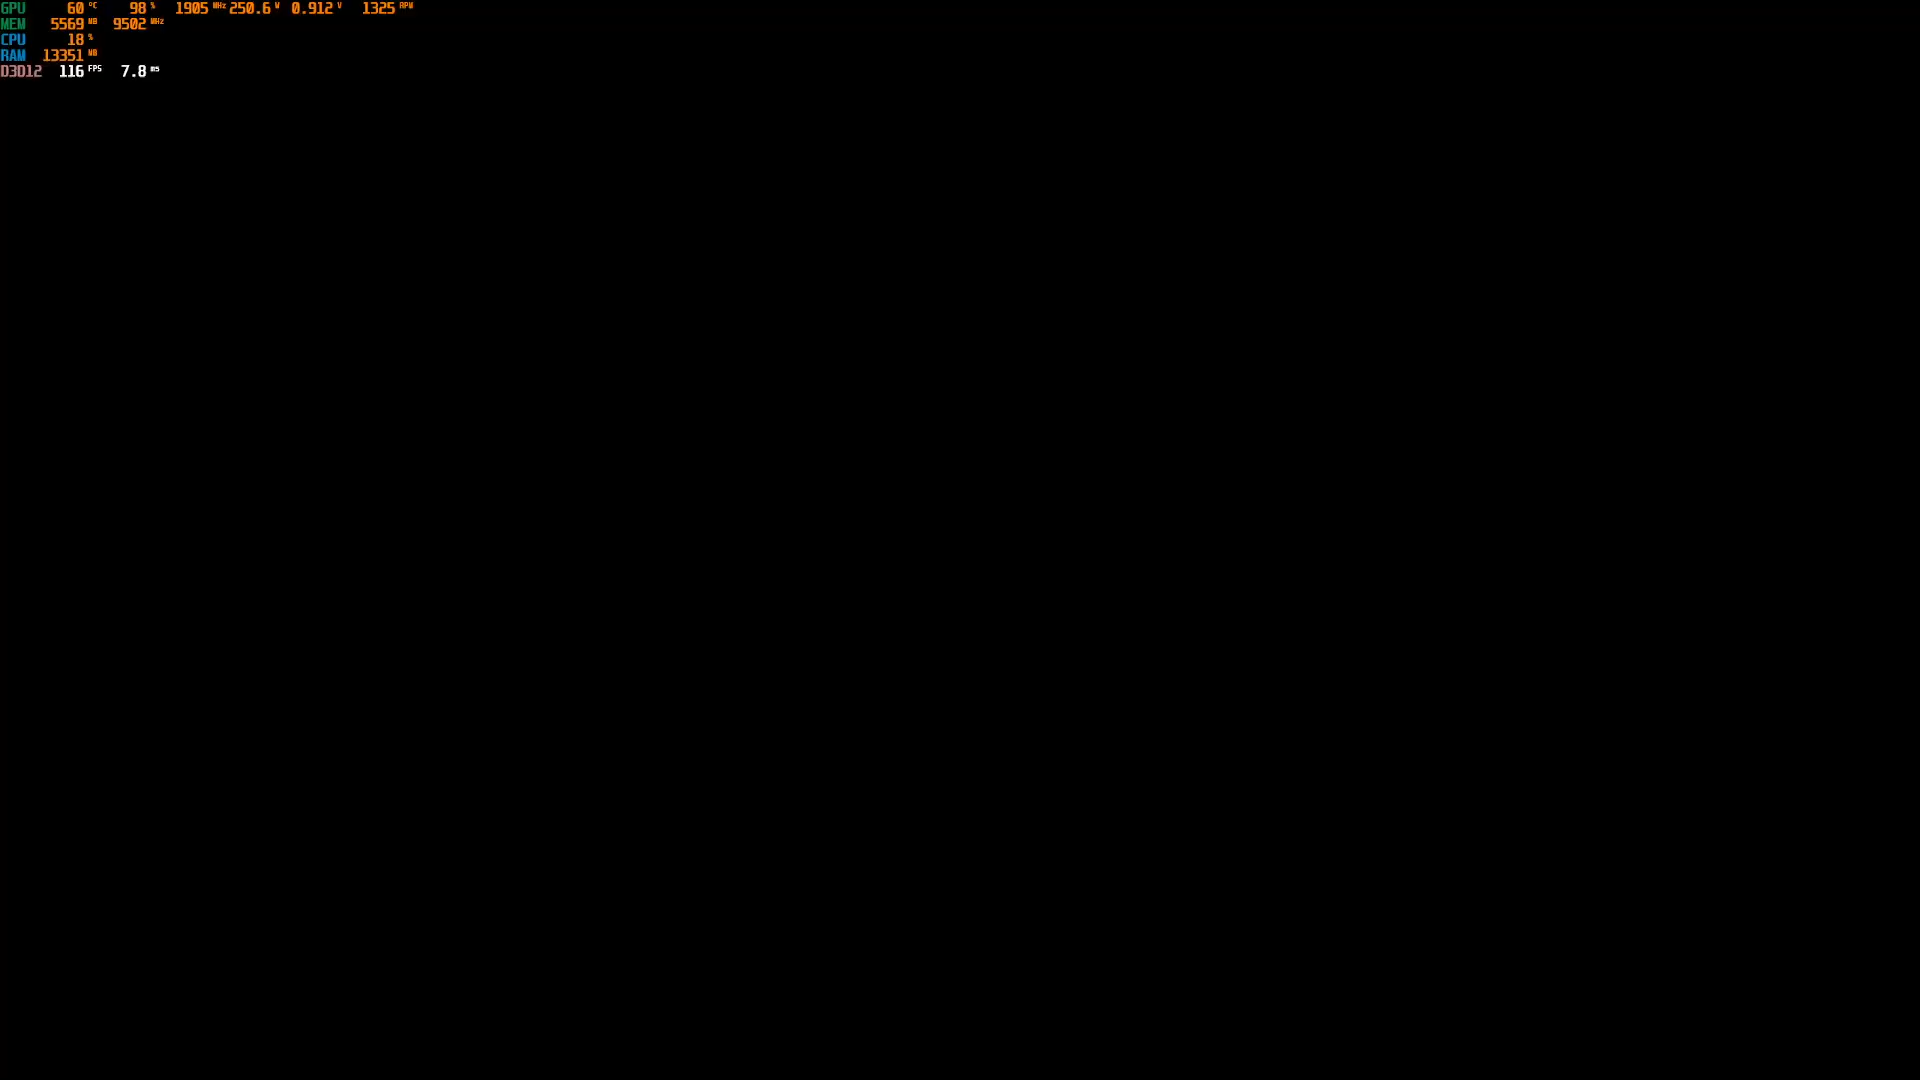 GPU 60 °C 98 % 1905 MHz 250.6 W 0.912 V 1325 RPM
MEM 5569 MB 9502 MHz
CPU 18 %
RAM 13351 MB
D3D12 116 FPS 7.8 ms